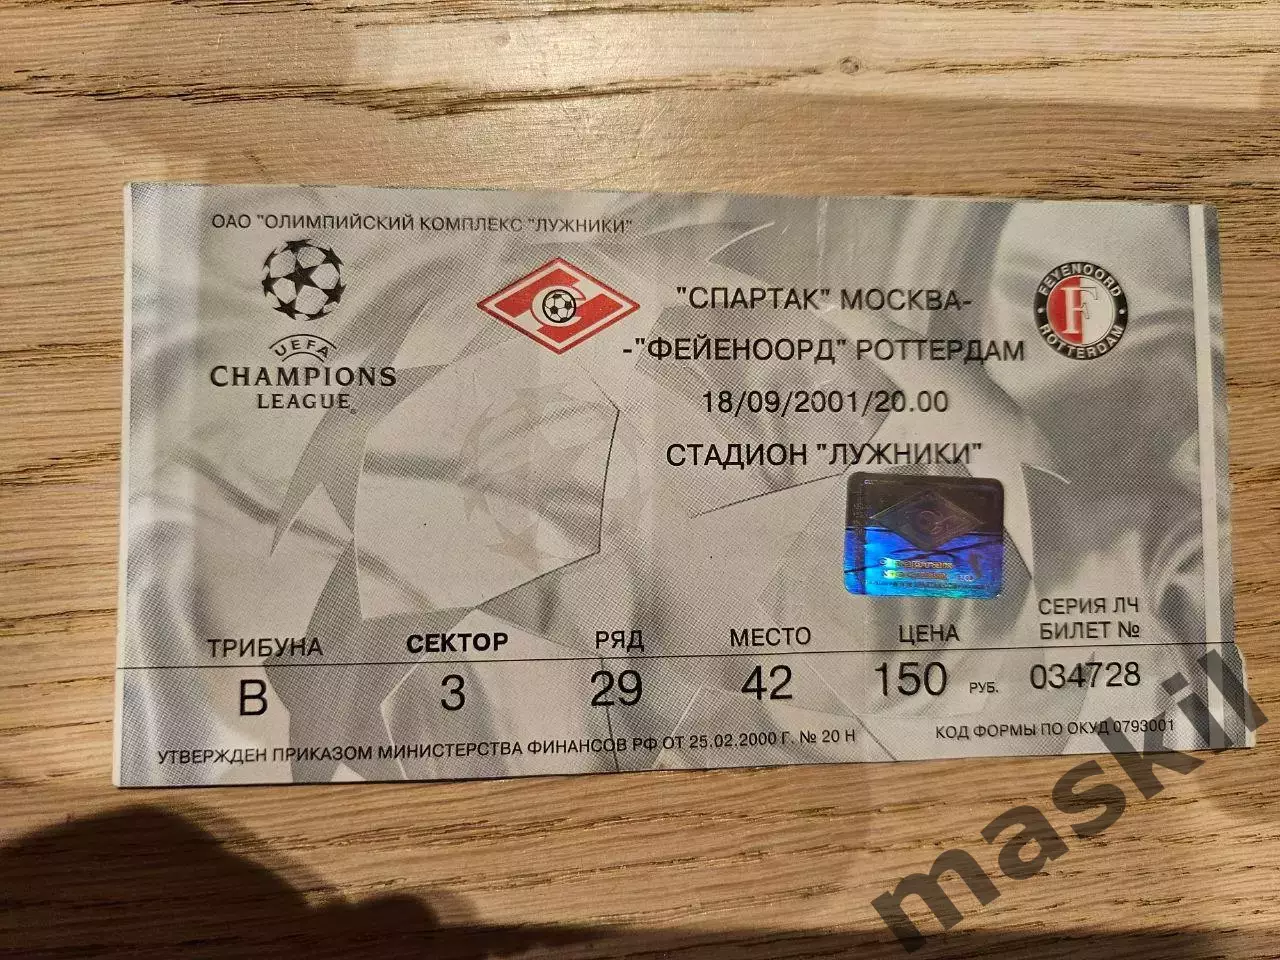 ОАО "ОЛИМПИЙСКИЙ КОМПЛЕКС "ЛУЖНИКИ"
UEFA
CHAMPIONS
LEAGUE
"СПАРТАК" МОСКВА-
-"ФЕЙЕНООРД" РОТТЕРДАМ
18/09/2001/20.00
СТАДИОН "ЛУЖНИКИ"
FEYENOORD
F
ROTTERDAM
ТРИБУНА СЕКТОР РЯД МЕСТО ЦЕНА СЕРИЯ ЛЧ
БИЛЕТ №
В 3 29 42 150 РУБ. 034728
УТВЕРЖДЕН ПРИКАЗОМ МИНИСТЕРСТВА ФИНАНСОВ РФ ОТ 25.02.2000 Г. № 20 Н
КОД ФОРМЫ ПО ОКУД 0793001
maskil